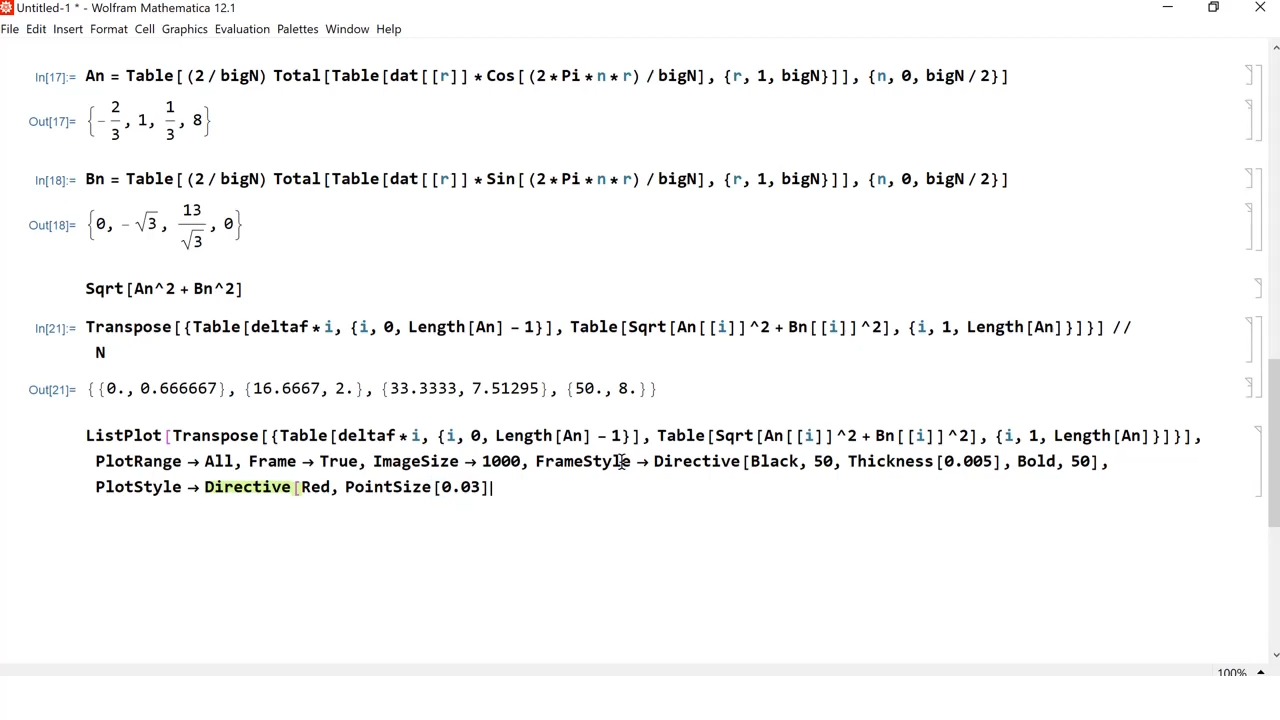 Untitled-1 * - Wolfram Mathematica 12.1
File Edit Insert Format Cell Graphics Evaluation Palettes Window Help
In[17]:= An = Table[(2/bigN) Total[Table[dat[[r]]*Cos[(2*Pi*n*r)/bigN], {r, 1, bigN}]], {n, 0, bigN/2}]
Out[17]= {-2/3, 1, 1/3, 8}
In[18]:= Bn = Table[(2/bigN) Total[Table[dat[[r]]*Sin[(2*Pi*n*r)/bigN], {r, 1, bigN}]], {n, 0, bigN/2}]
Out[18]= {0, -√3, 13/√3, 0}
Sqrt[An^2 + Bn^2]
In[21]:= Transpose[{Table[deltaf*i, {i, 0, Length[An] - 1}], Table[Sqrt[An[[i]]^2 + Bn[[i]]^2], {i, 1, Length[An]}]}] //
N
Out[21]= {{0., 0.666667}, {16.6667, 2.}, {33.3333, 7.51295}, {50., 8.}}
ListPlot[Transpose[{Table[deltaf*i, {i, 0, Length[An] - 1}], Table[Sqrt[An[[i]]^2 + Bn[[i]]^2], {i, 1, Length[An]}]}],
PlotRange → All, Frame → True, ImageSize → 1000, FrameStyle → Directive[Black, 50, Thickness[0.005], Bold, 50],
PlotStyle → Directive[Red, PointSize[0.03]
100%